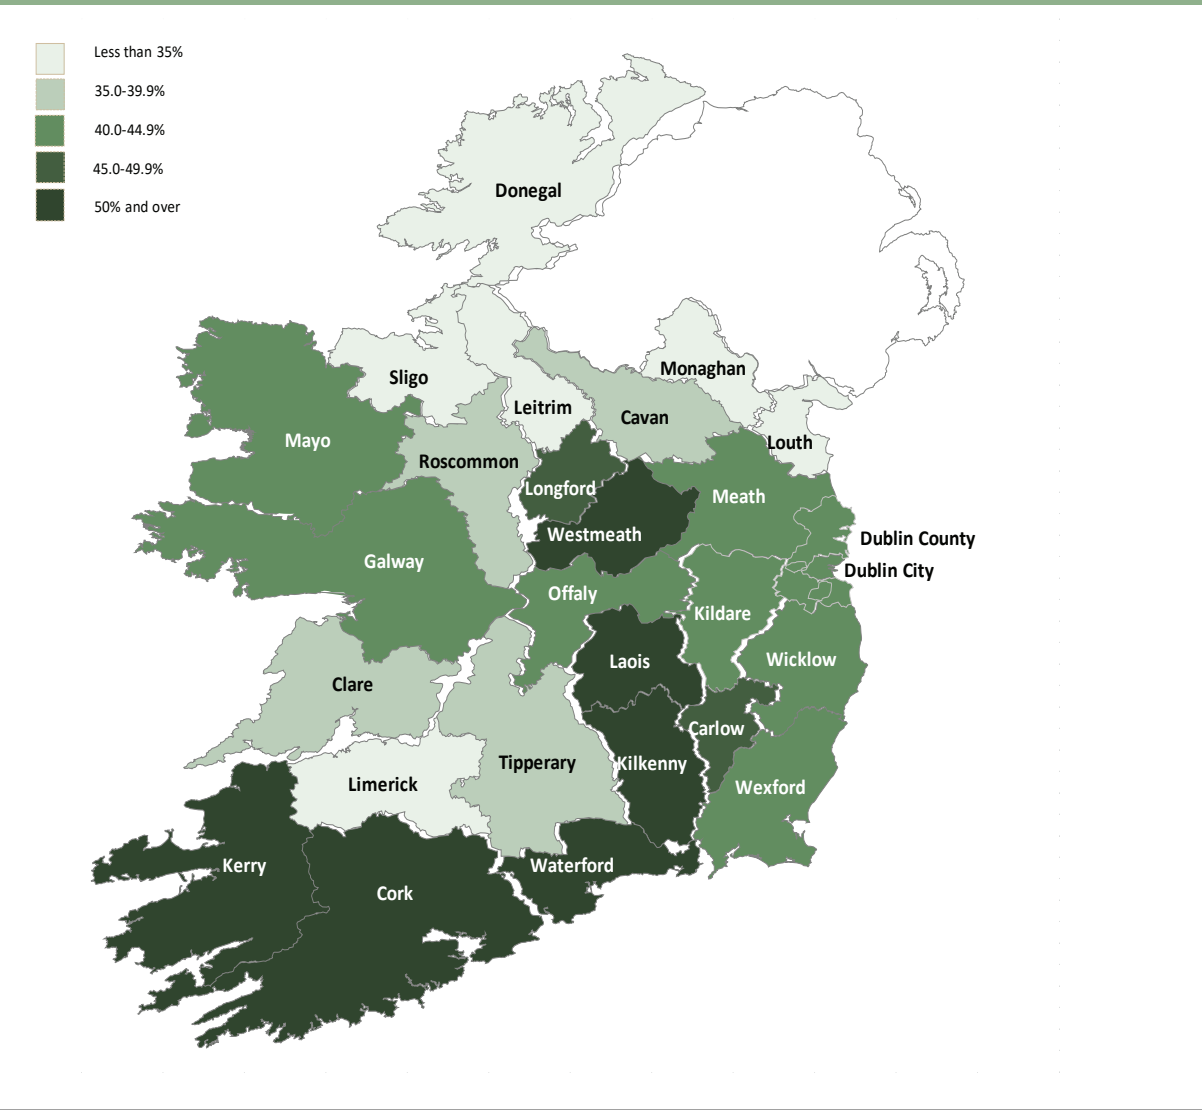 Less than 35%
35.0-39.9%
40.0-44.9%
45.0-49.9%
50% and over
Donegal
Monaghan
Sligo
Leitrim
Cavan
Mayo
Louth
Roscommon
Longford
Meath
Westmeath
Dublin County
Galway
Dublin City
Offaly
Kildare
Laois
Wicklow
Clare
Carlow
Tipperary
Kilkenny
Limerick
Wexford
Kerry
Waterford
Cork